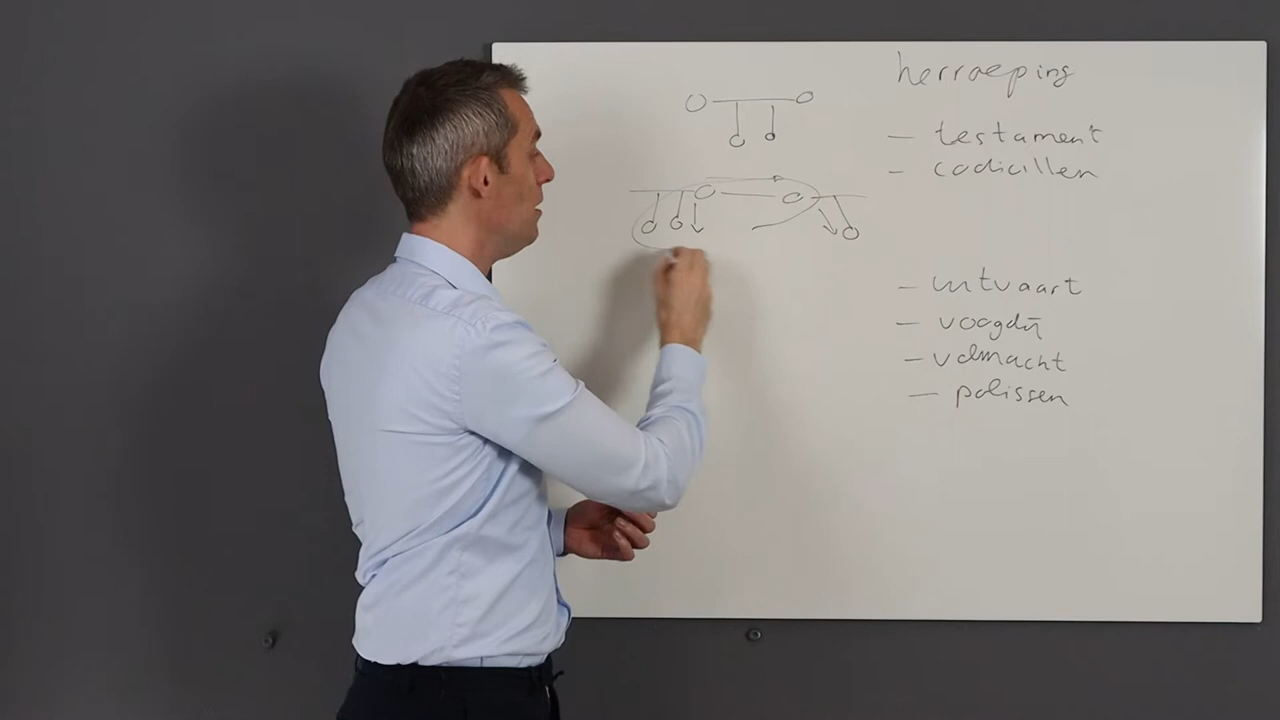 herroeping
- testament
- codicillen
- uitvaart
- voogdij
- volmacht
- polissen